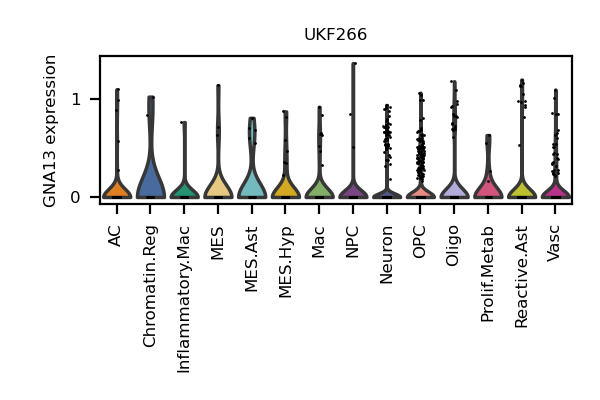 UKF266
GNA13 expression
1
0
AC
Chromatin.Reg
Inflammatory.Mac
MES
MES.Ast
MES.Hyp
Mac
NPC
Neuron
OPC
Oligo
Prolif.Metab
Reactive.Ast
Vasc